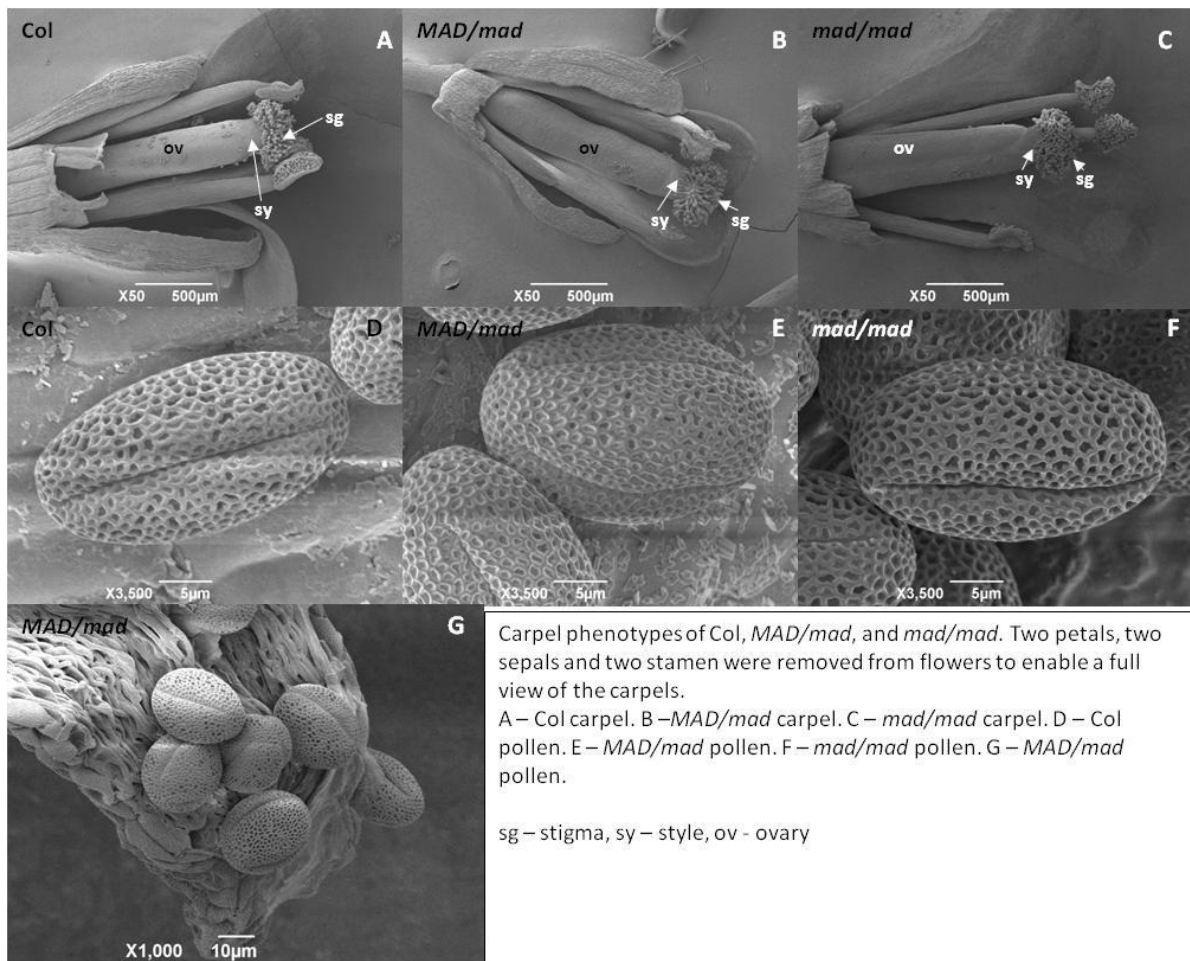 Col
A
sg
ov
sy
X50 500µm
MAD/mad
B
ov
sy
sg
X50 500µm
mad/mad
C
ov
sy
sg
X50 500µm
Col
D
X3,500 5µm
MAD/mad
E
X3,500 5µm
mad/mad
F
X3,500 5µm
MAD/mad
G
X1,000 10µm
Carpel phenotypes of Col, MAD/mad, and mad/mad. Two petals, two
sepals and two stamen were removed from flowers to enable a full
view of the carpels.
A – Col carpel. B –MAD/mad carpel. C – mad/mad carpel. D – Col
pollen. E – MAD/mad pollen. F – mad/mad pollen. G – MAD/mad
pollen.
sg – stigma, sy – style, ov - ovary